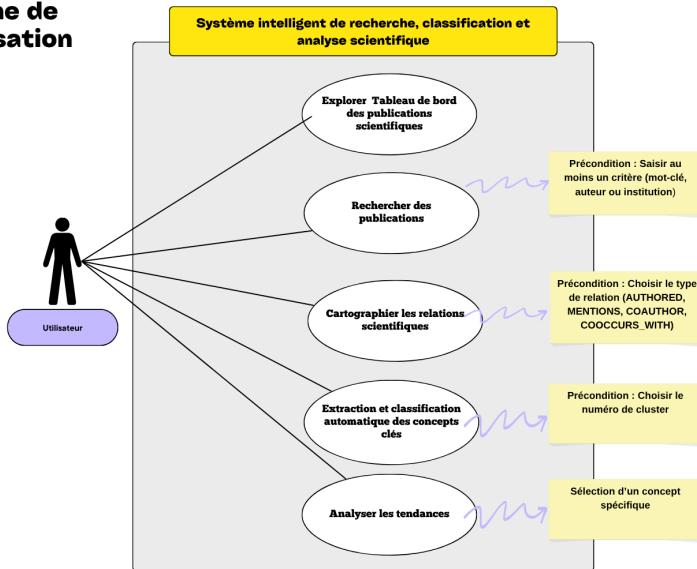 ne de
sation
Système intelligent de recherche, classification et
analyse scientifique
Explorer Tableau de bord
des publications
scientifiques
Précondition : Saisir au
moins un critère (mot-clé,
auteur ou institution)
Rechercher des
publications
Précondition : Choisir le type
de relation (AUTHORED,
MENTIONS, COAUTHOR,
COOCCURS_WITH)
Cartographier les relations
scientifiques
Utilisateur
Précondition : Choisir le
numéro de cluster
Extraction et classification
automatique des concepts
clés
Sélection d'un concept
spécifique
Analyser les tendances